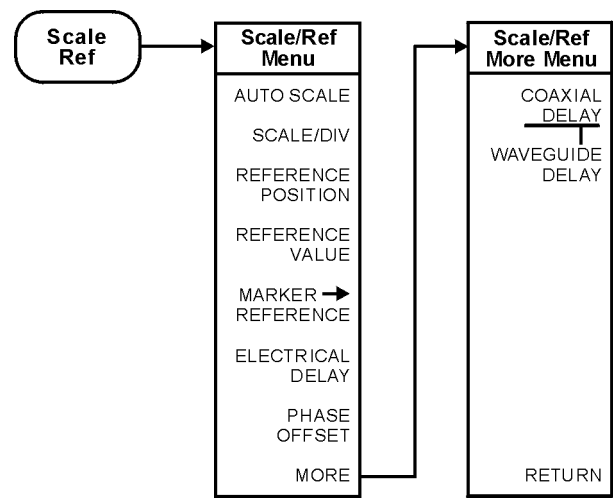 Scale
Ref
Scale/Ref
Menu
AUTO SCALE
SCALE/DIV
REFERENCE
POSITION
REFERENCE
VALUE
MARKER →
REFERENCE
ELECTRICAL
DELAY
PHASE
OFFSET
MORE
Scale/Ref
More Menu
COAXIAL
DELAY
WAVEGUIDE
DELAY
RETURN